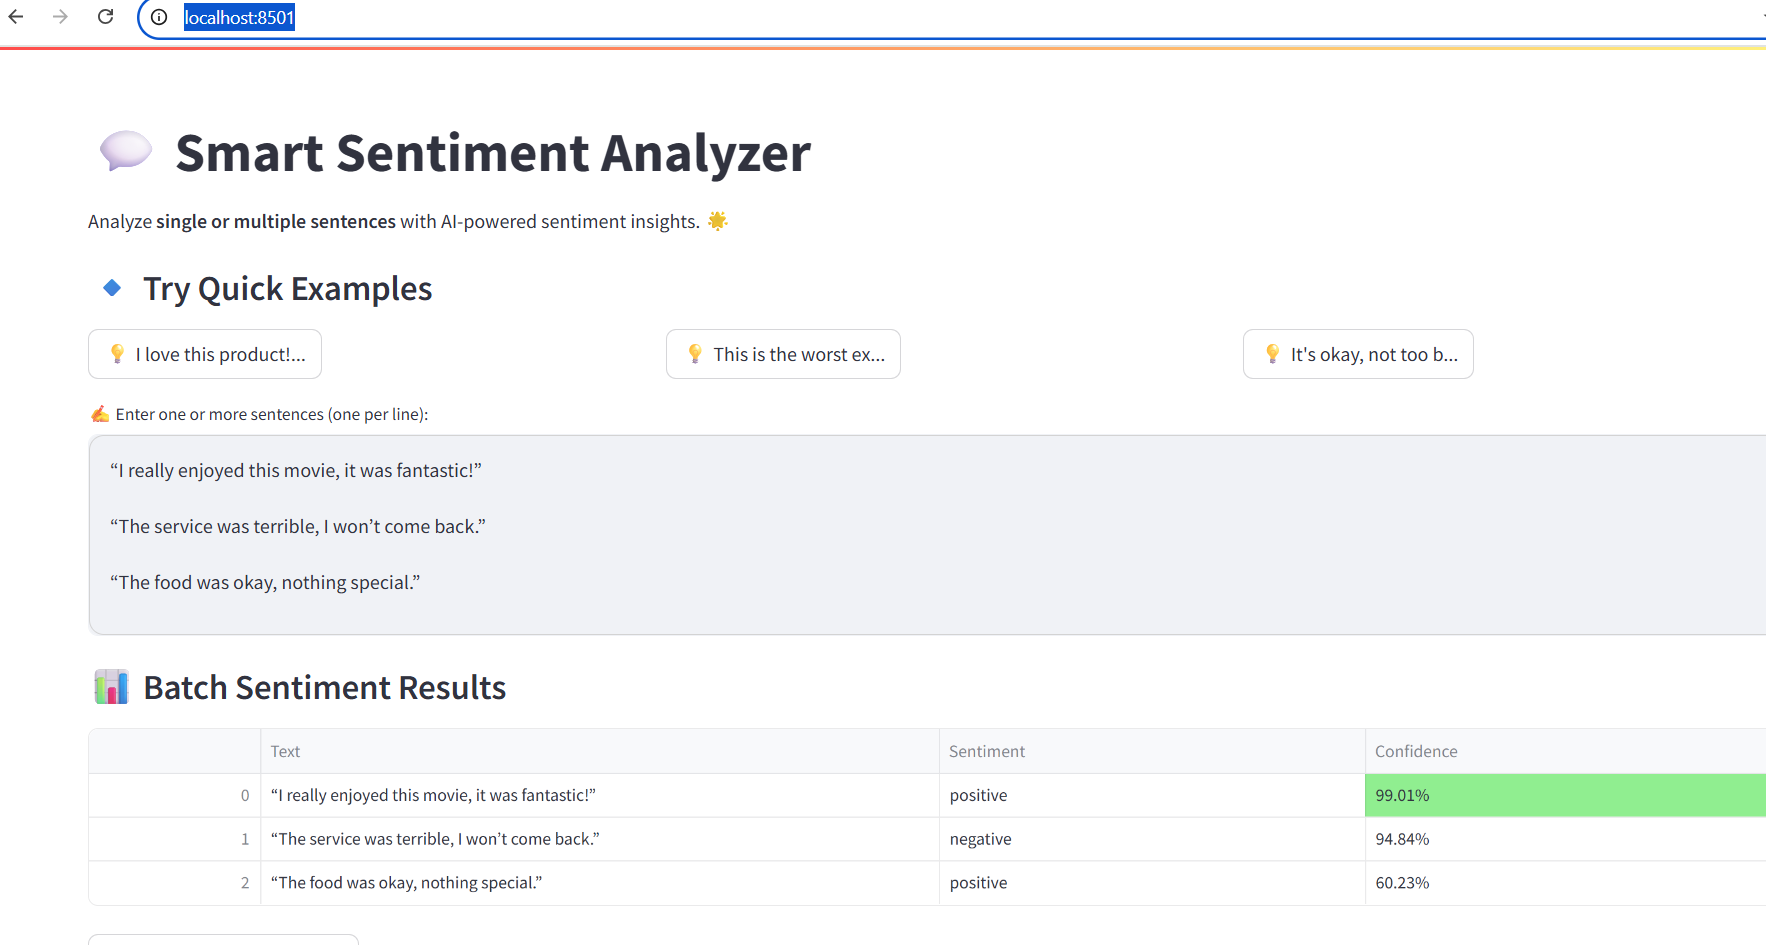 localhost:8501
Smart Sentiment Analyzer
Analyze single or multiple sentences with AI-powered sentiment insights.
Try Quick Examples
I love this product!...
This is the worst ex...
It's okay, not too b...
Enter one or more sentences (one per line):
“I really enjoyed this movie, it was fantastic!”
“The service was terrible, I won’t come back.”
“The food was okay, nothing special.”
Batch Sentiment Results
Text Sentiment Confidence
0 “I really enjoyed this movie, it was fantastic!” positive 99.01%
1 “The service was terrible, I won’t come back.” negative 94.84%
2 “The food was okay, nothing special.” positive 60.23%